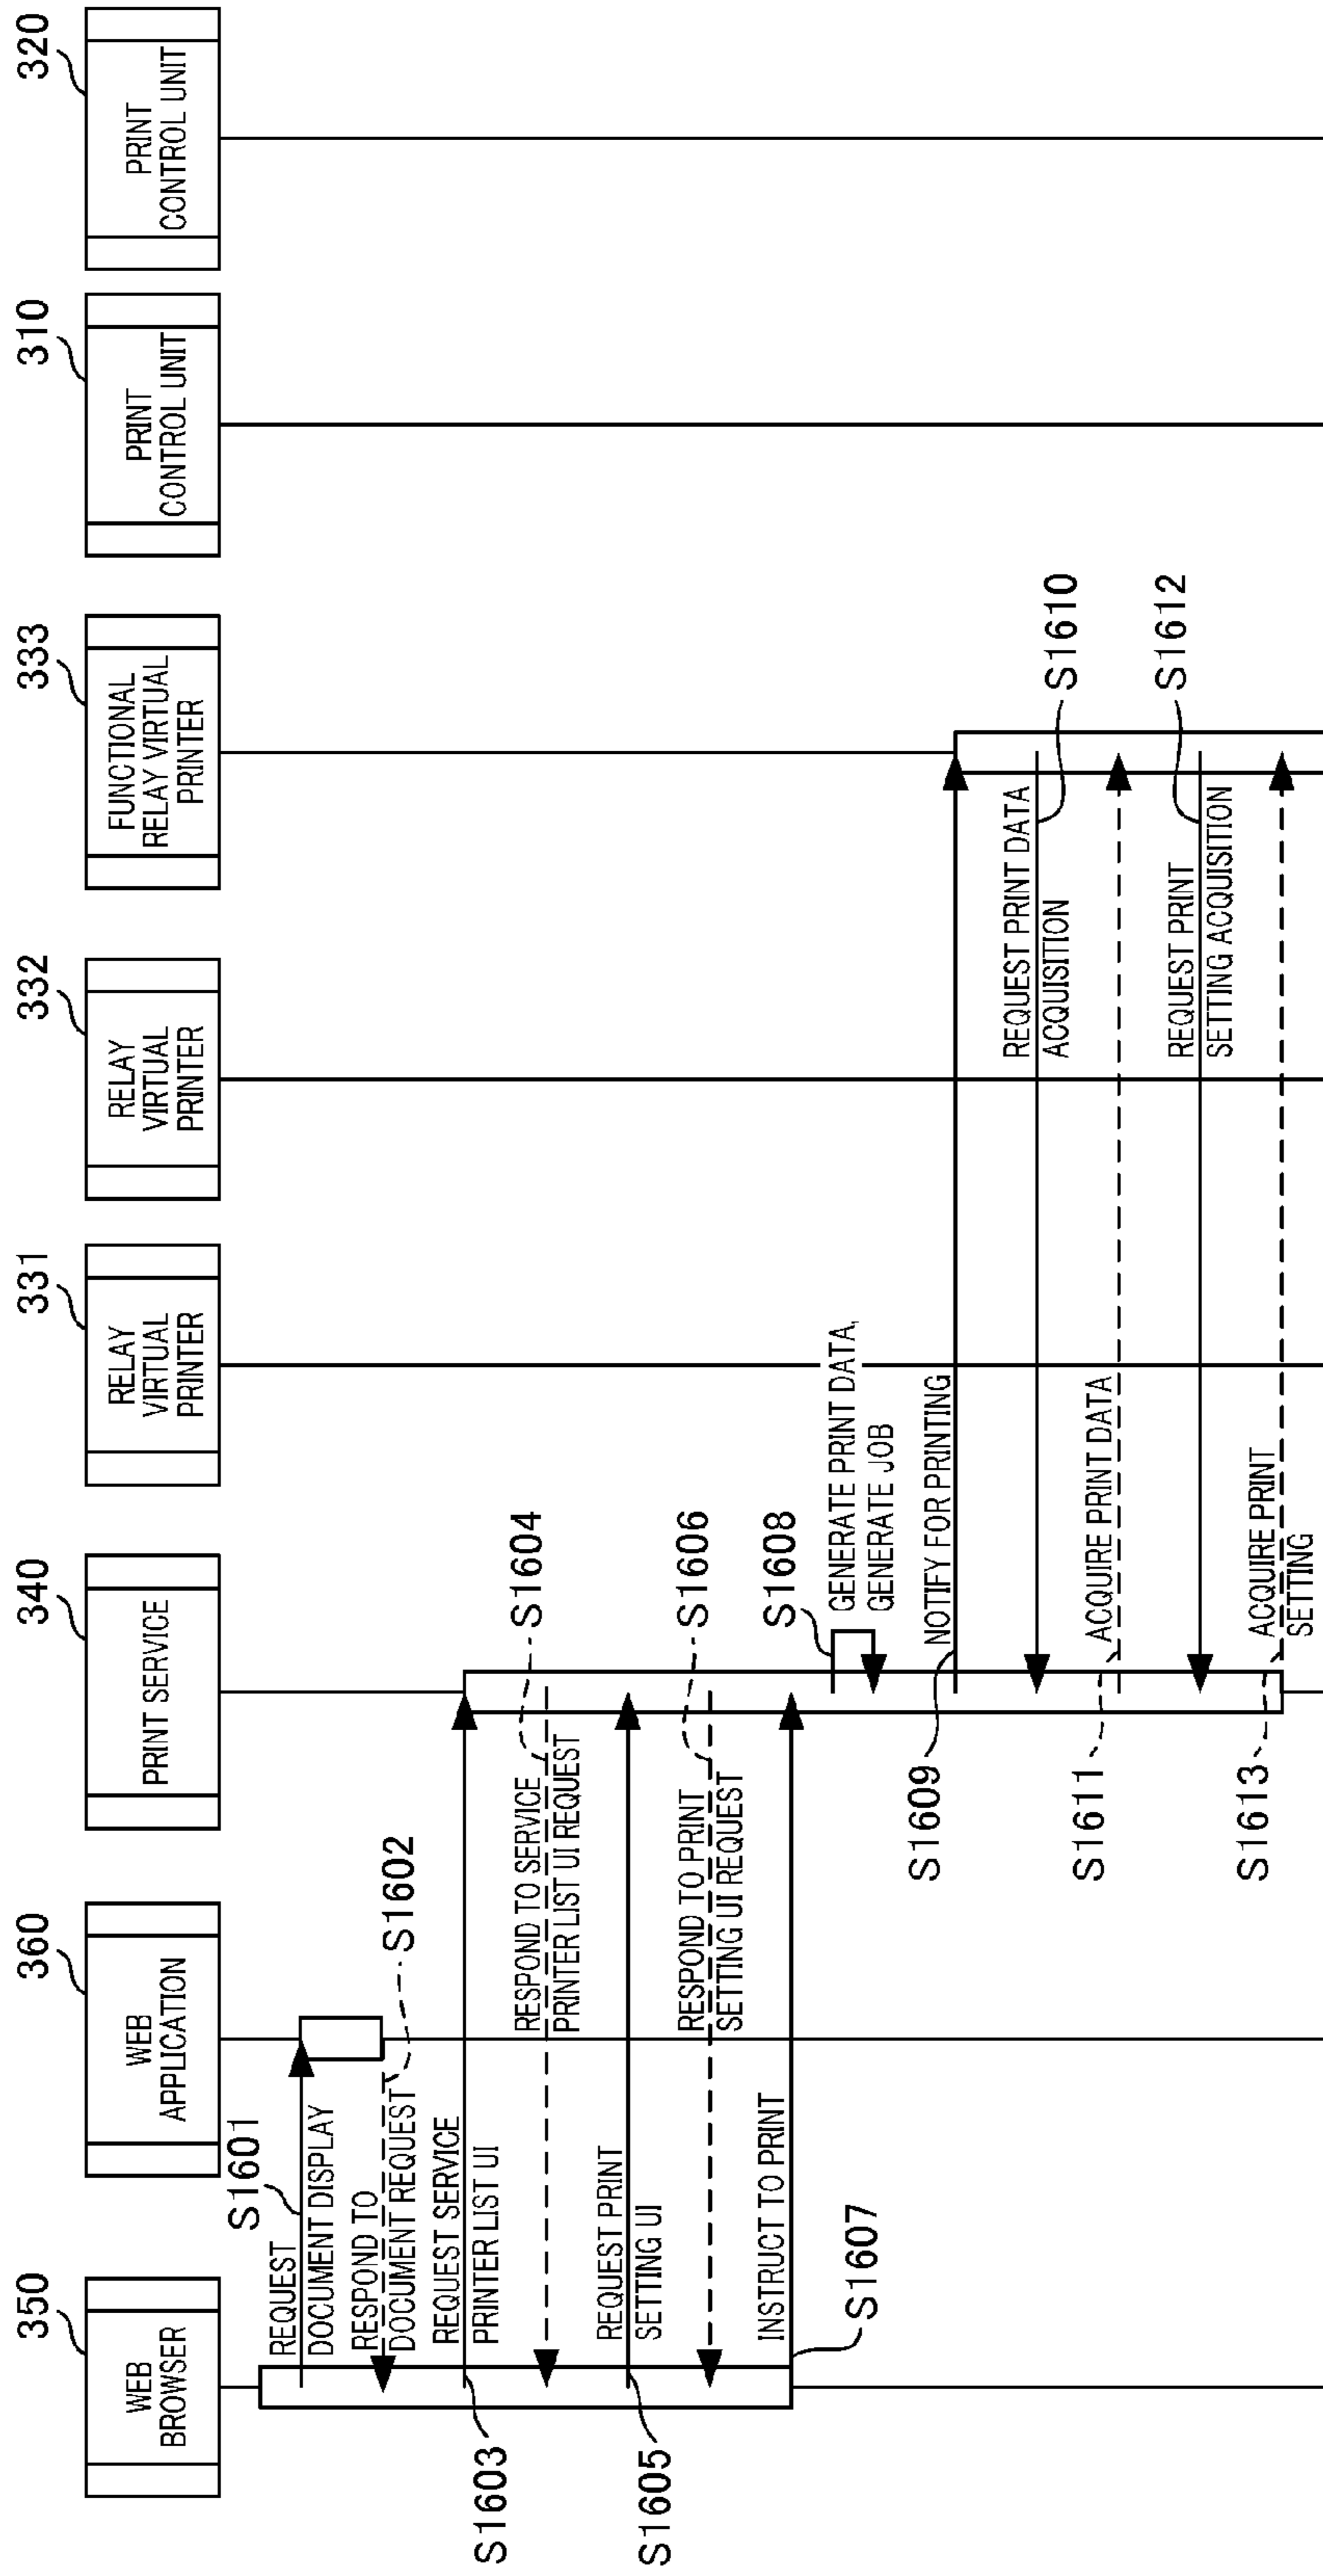 350
WEB
BROWSER
360
WEB
APPLICATION
340
PRINT SERVICE
331
RELAY
VIRTUAL
PRINTER
332
RELAY
VIRTUAL
PRINTER
333
FUNCTIONAL
RELAY VIRTUAL
PRINTER
310
PRINT
CONTROL UNIT
320
PRINT
CONTROL UNIT
S1601
REQUEST
DOCUMENT DISPLAY
S1602
RESPOND TO
DOCUMENT REQUEST
S1603
REQUEST SERVICE
PRINTER LIST UI
S1604
RESPOND TO SERVICE
PRINTER LIST UI REQUEST
S1605
REQUEST PRINT
SETTING UI
S1606
RESPOND TO PRINT
SETTING UI REQUEST
S1607
INSTRUCT TO PRINT
S1608
GENERATE PRINT DATA,
GENERATE JOB
S1609
NOTIFY FOR PRINTING
S1610
REQUEST PRINT DATA
ACQUISITION
S1611
ACQUIRE PRINT DATA
S1612
REQUEST PRINT
SETTING ACQUISITION
S1613
ACQUIRE PRINT
SETTING